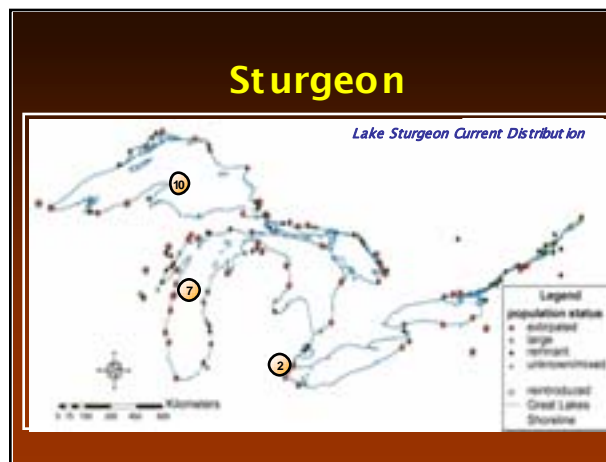 Sturgeon
Lake Sturgeon Current Distribution
10
7
2
Legend
population status
extirpated
large
remnant
unknown/mixed
reintroduced
Great Lakes
Shoreline
Kilometers